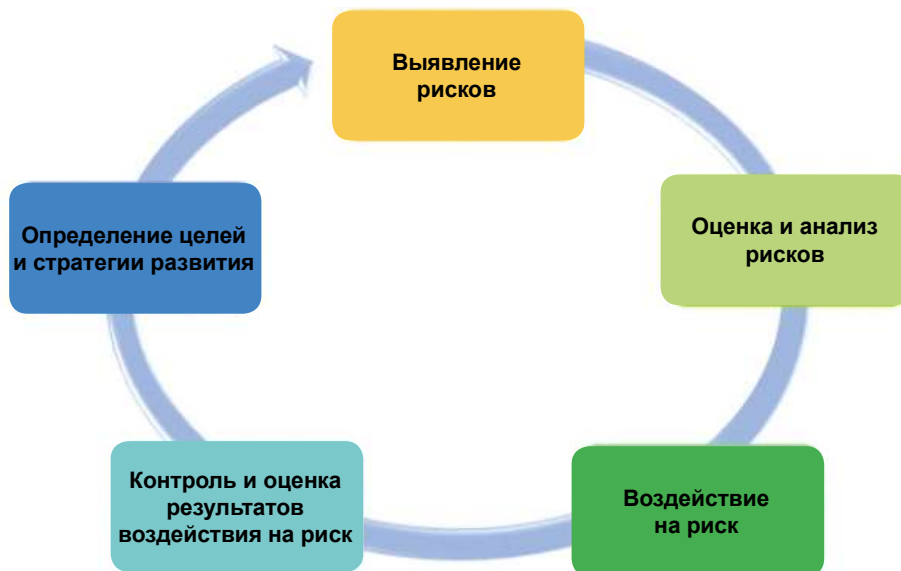 Выявление
рисков
Оценка и анализ
рисков
Воздействие
на риск
Контроль и оценка
результатов
воздействия на риск
Определение целей
и стратегии развития